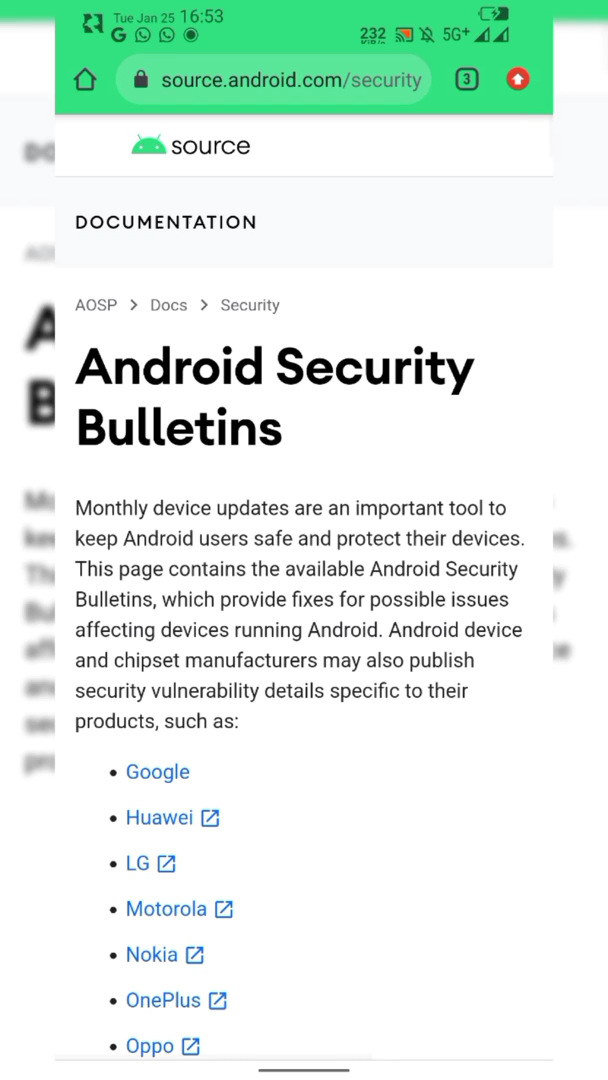 Tue Jan 25 16:53
232 5G+
source.android.com/security
3
source
DOCUMENTATION
AOSP > Docs > Security
Android Security
Bulletins
Monthly device updates are an important tool to
keep Android users safe and protect their devices.
This page contains the available Android Security
Bulletins, which provide fixes for possible issues
affecting devices running Android. Android device
and chipset manufacturers may also publish
security vulnerability details specific to their
products, such as:
• Google
• Huawei
• LG
• Motorola
• Nokia
• OnePlus
• Oppo